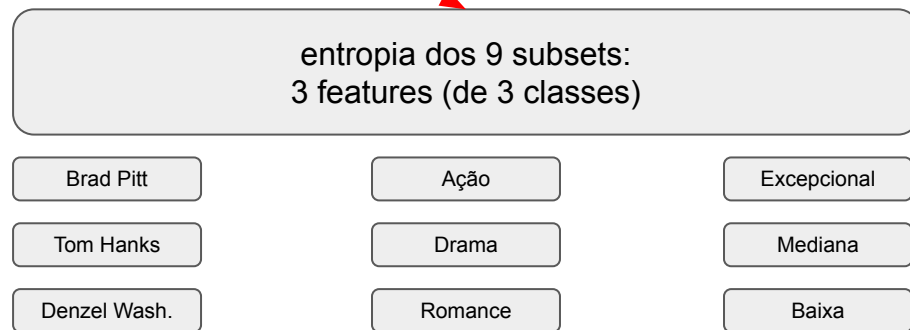 entropia dos 9 subsets:
3 features (de 3 classes)
Brad Pitt
Ação
Excepcional
Tom Hanks
Drama
Mediana
Denzel Wash.
Romance
Baixa